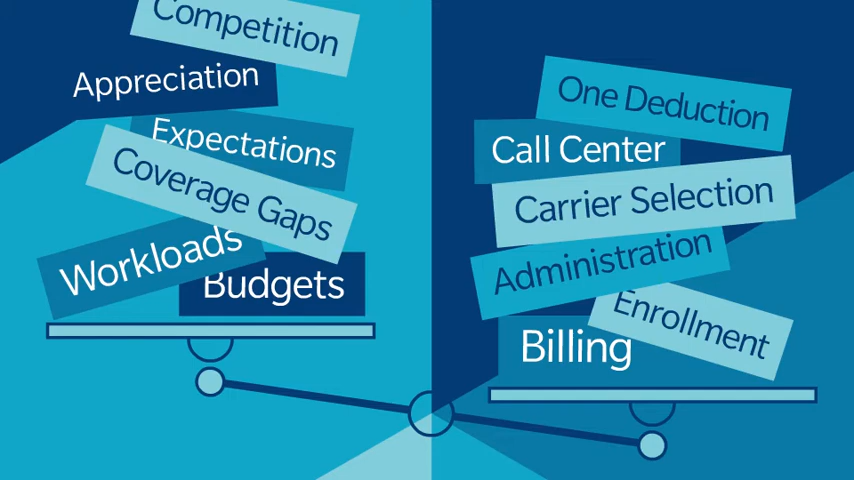 Competition
Appreciation
Expectations
Coverage Gaps
Workloads
Budgets
One Deduction
Call Center
Carrier Selection
Administration
Enrollment
Billing